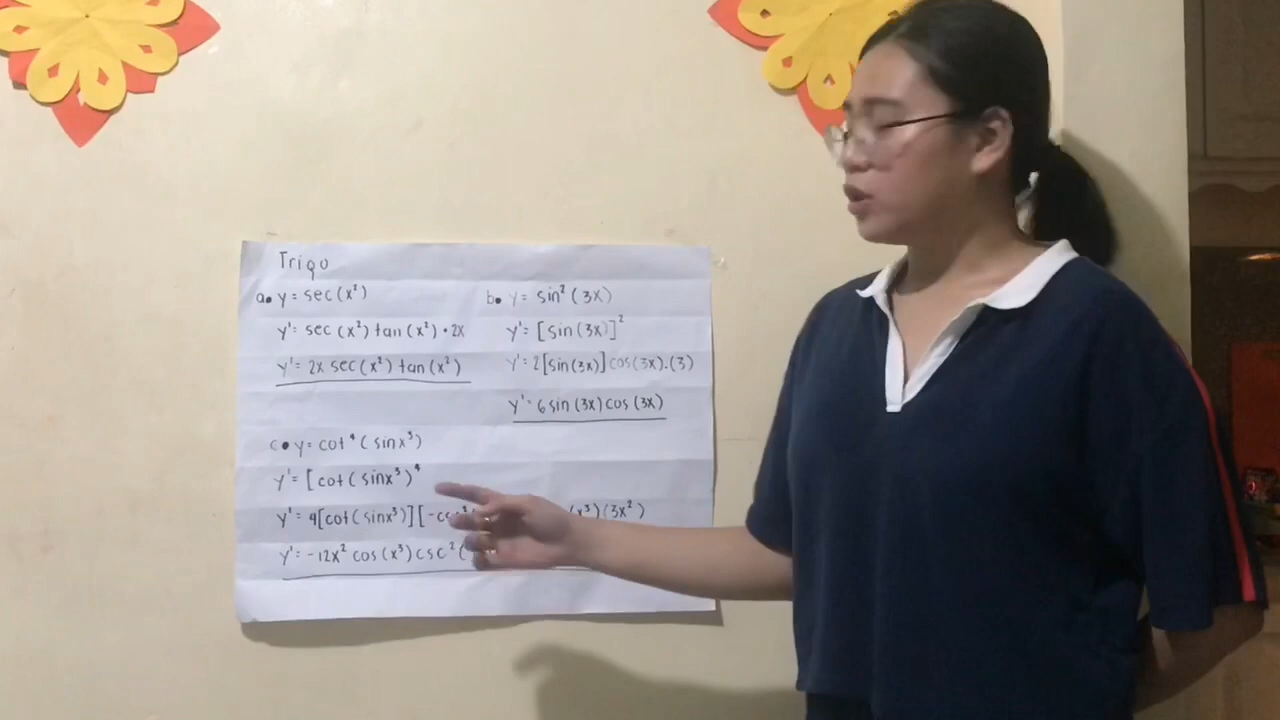 Trigo
a. y = sec(x²)
y' = sec (x²) tan (x²) • 2x
y' = 2x sec (x²) tan (x²)
b. y = sin² (3x)
y' = [sin (3x)]²
y' = 2[sin(3x)] cos(3x).(3)
y' = 6 sin (3x) cos (3x)
c. y = cot⁴ (sinx³)
y' = [cot (sinx³)⁴
y' = 4[cot(sinx³)][-csc² (x³)(3x²)
y' = -12x² cos(x³) csc² (